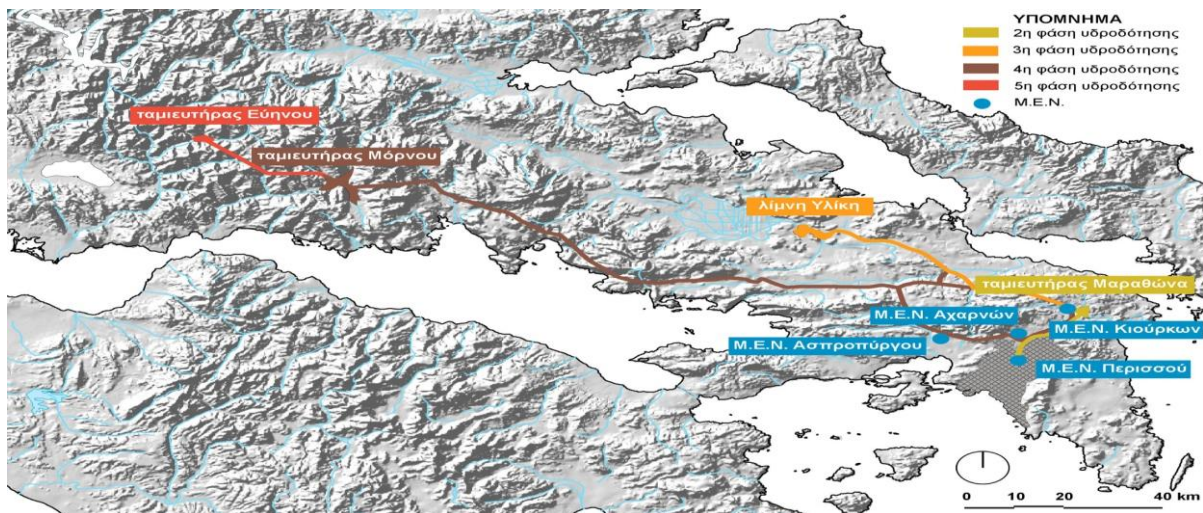 ΥΠΟΜΝΗΜΑ
2η φάση υδροδότησης
3η φάση υδροδότησης
4η φάση υδροδότησης
5η φάση υδροδότησης
Μ.Ε.Ν.
ταμιευτήρας Εύηνου
ταμιευτήρας Μόρνου
λίμνη Υλίκη
ταμιευτήρας Μαραθώνα
Μ.Ε.Ν. Αχαρνών
Μ.Ε.Ν. Κιούρκων
Μ.Ε.Ν. Ασπροπύργου
Μ.Ε.Ν. Περισσού
0 10 20 40 km